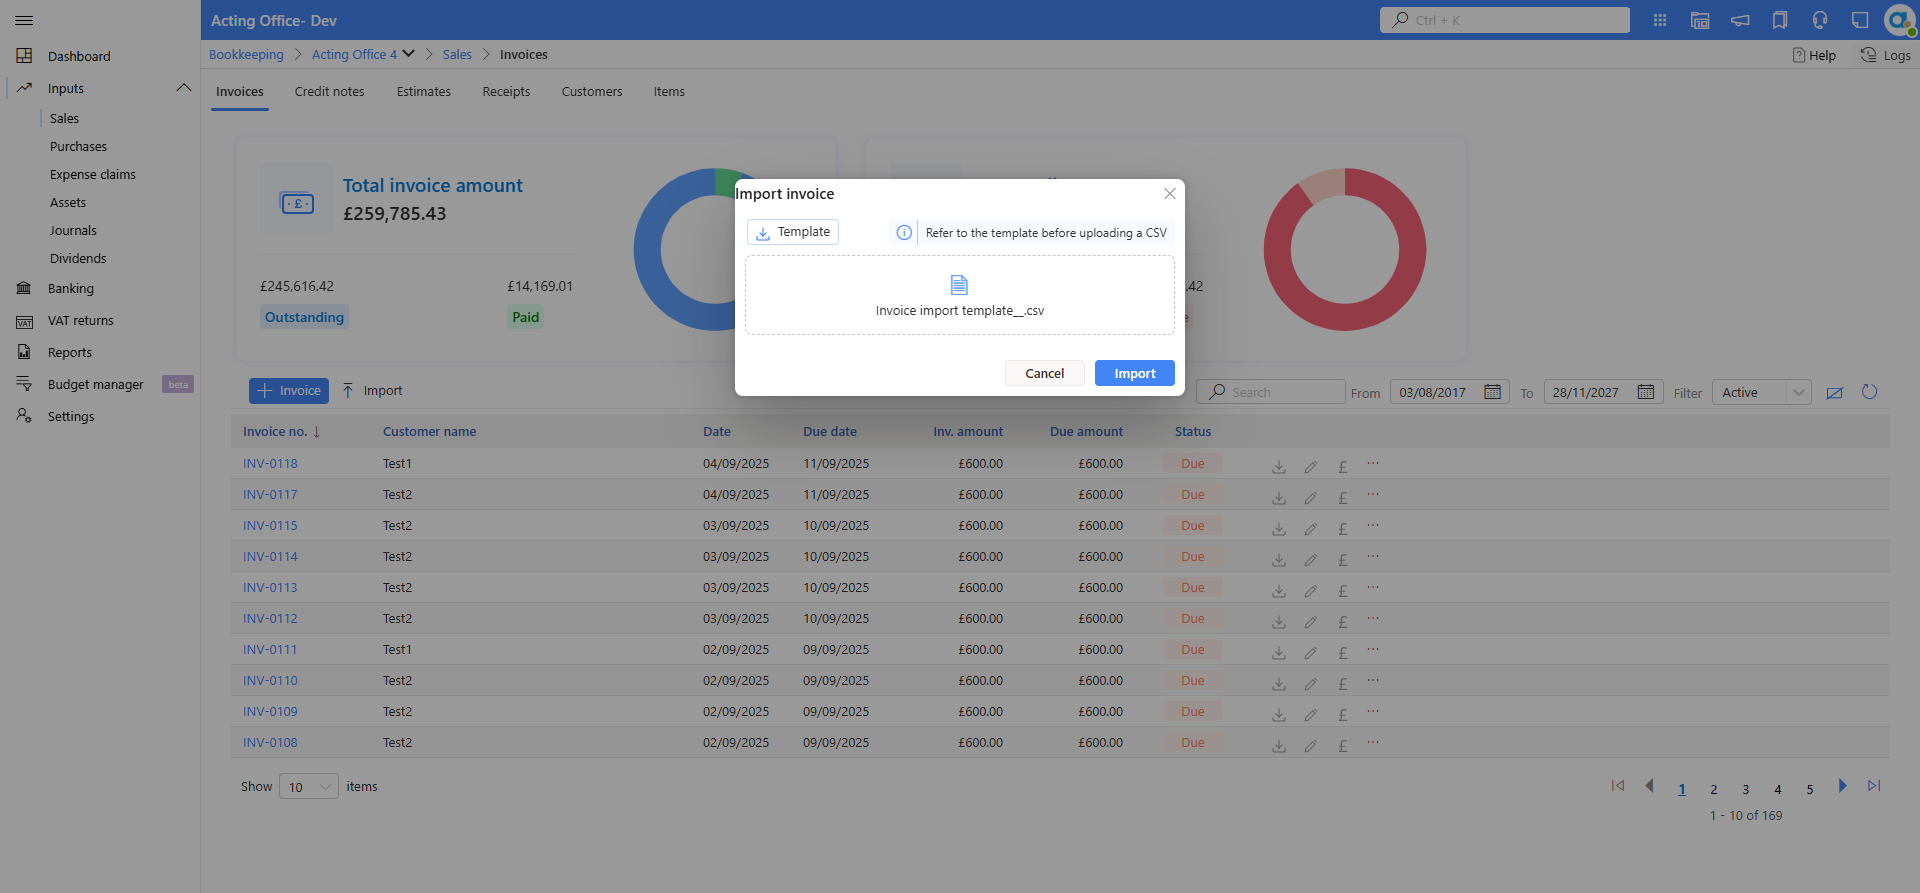 Acting Office- Dev
Ctrl + K
Bookkeeping
Acting Office 4
Sales
Invoices
Help
Logs
Dashboard
Inputs
Sales
Purchases
Expense claims
Assets
Journals
Dividends
Banking
VAT returns
Reports
Budget manager beta
Settings
Invoices
Credit notes
Estimates
Receipts
Customers
Items
Total invoice amount
£259,785.43
£245,616.42
Outstanding
£14,169.01
Paid
Import invoice
Template
Refer to the template before uploading a CSV
Invoice import template__.csv
Cancel
Import
Invoice
Import
Search
From 03/08/2017
To 28/11/2027
Filter Active
Invoice no. Customer name Date Due date Inv. amount Due amount Status
INV-0118 Test1 04/09/2025 11/09/2025 £600.00 £600.00 Due
INV-0117 Test2 04/09/2025 11/09/2025 £600.00 £600.00 Due
INV-0115 Test2 03/09/2025 10/09/2025 £600.00 £600.00 Due
INV-0114 Test2 03/09/2025 10/09/2025 £600.00 £600.00 Due
INV-0113 Test2 03/09/2025 10/09/2025 £600.00 £600.00 Due
INV-0112 Test2 03/09/2025 10/09/2025 £600.00 £600.00 Due
INV-0111 Test1 02/09/2025 09/09/2025 £600.00 £600.00 Due
INV-0110 Test2 02/09/2025 09/09/2025 £600.00 £600.00 Due
INV-0109 Test2 02/09/2025 09/09/2025 £600.00 £600.00 Due
INV-0108 Test2 02/09/2025 09/09/2025 £600.00 £600.00 Due
Show 10 items
1 2 3 4 5
1 - 10 of 169